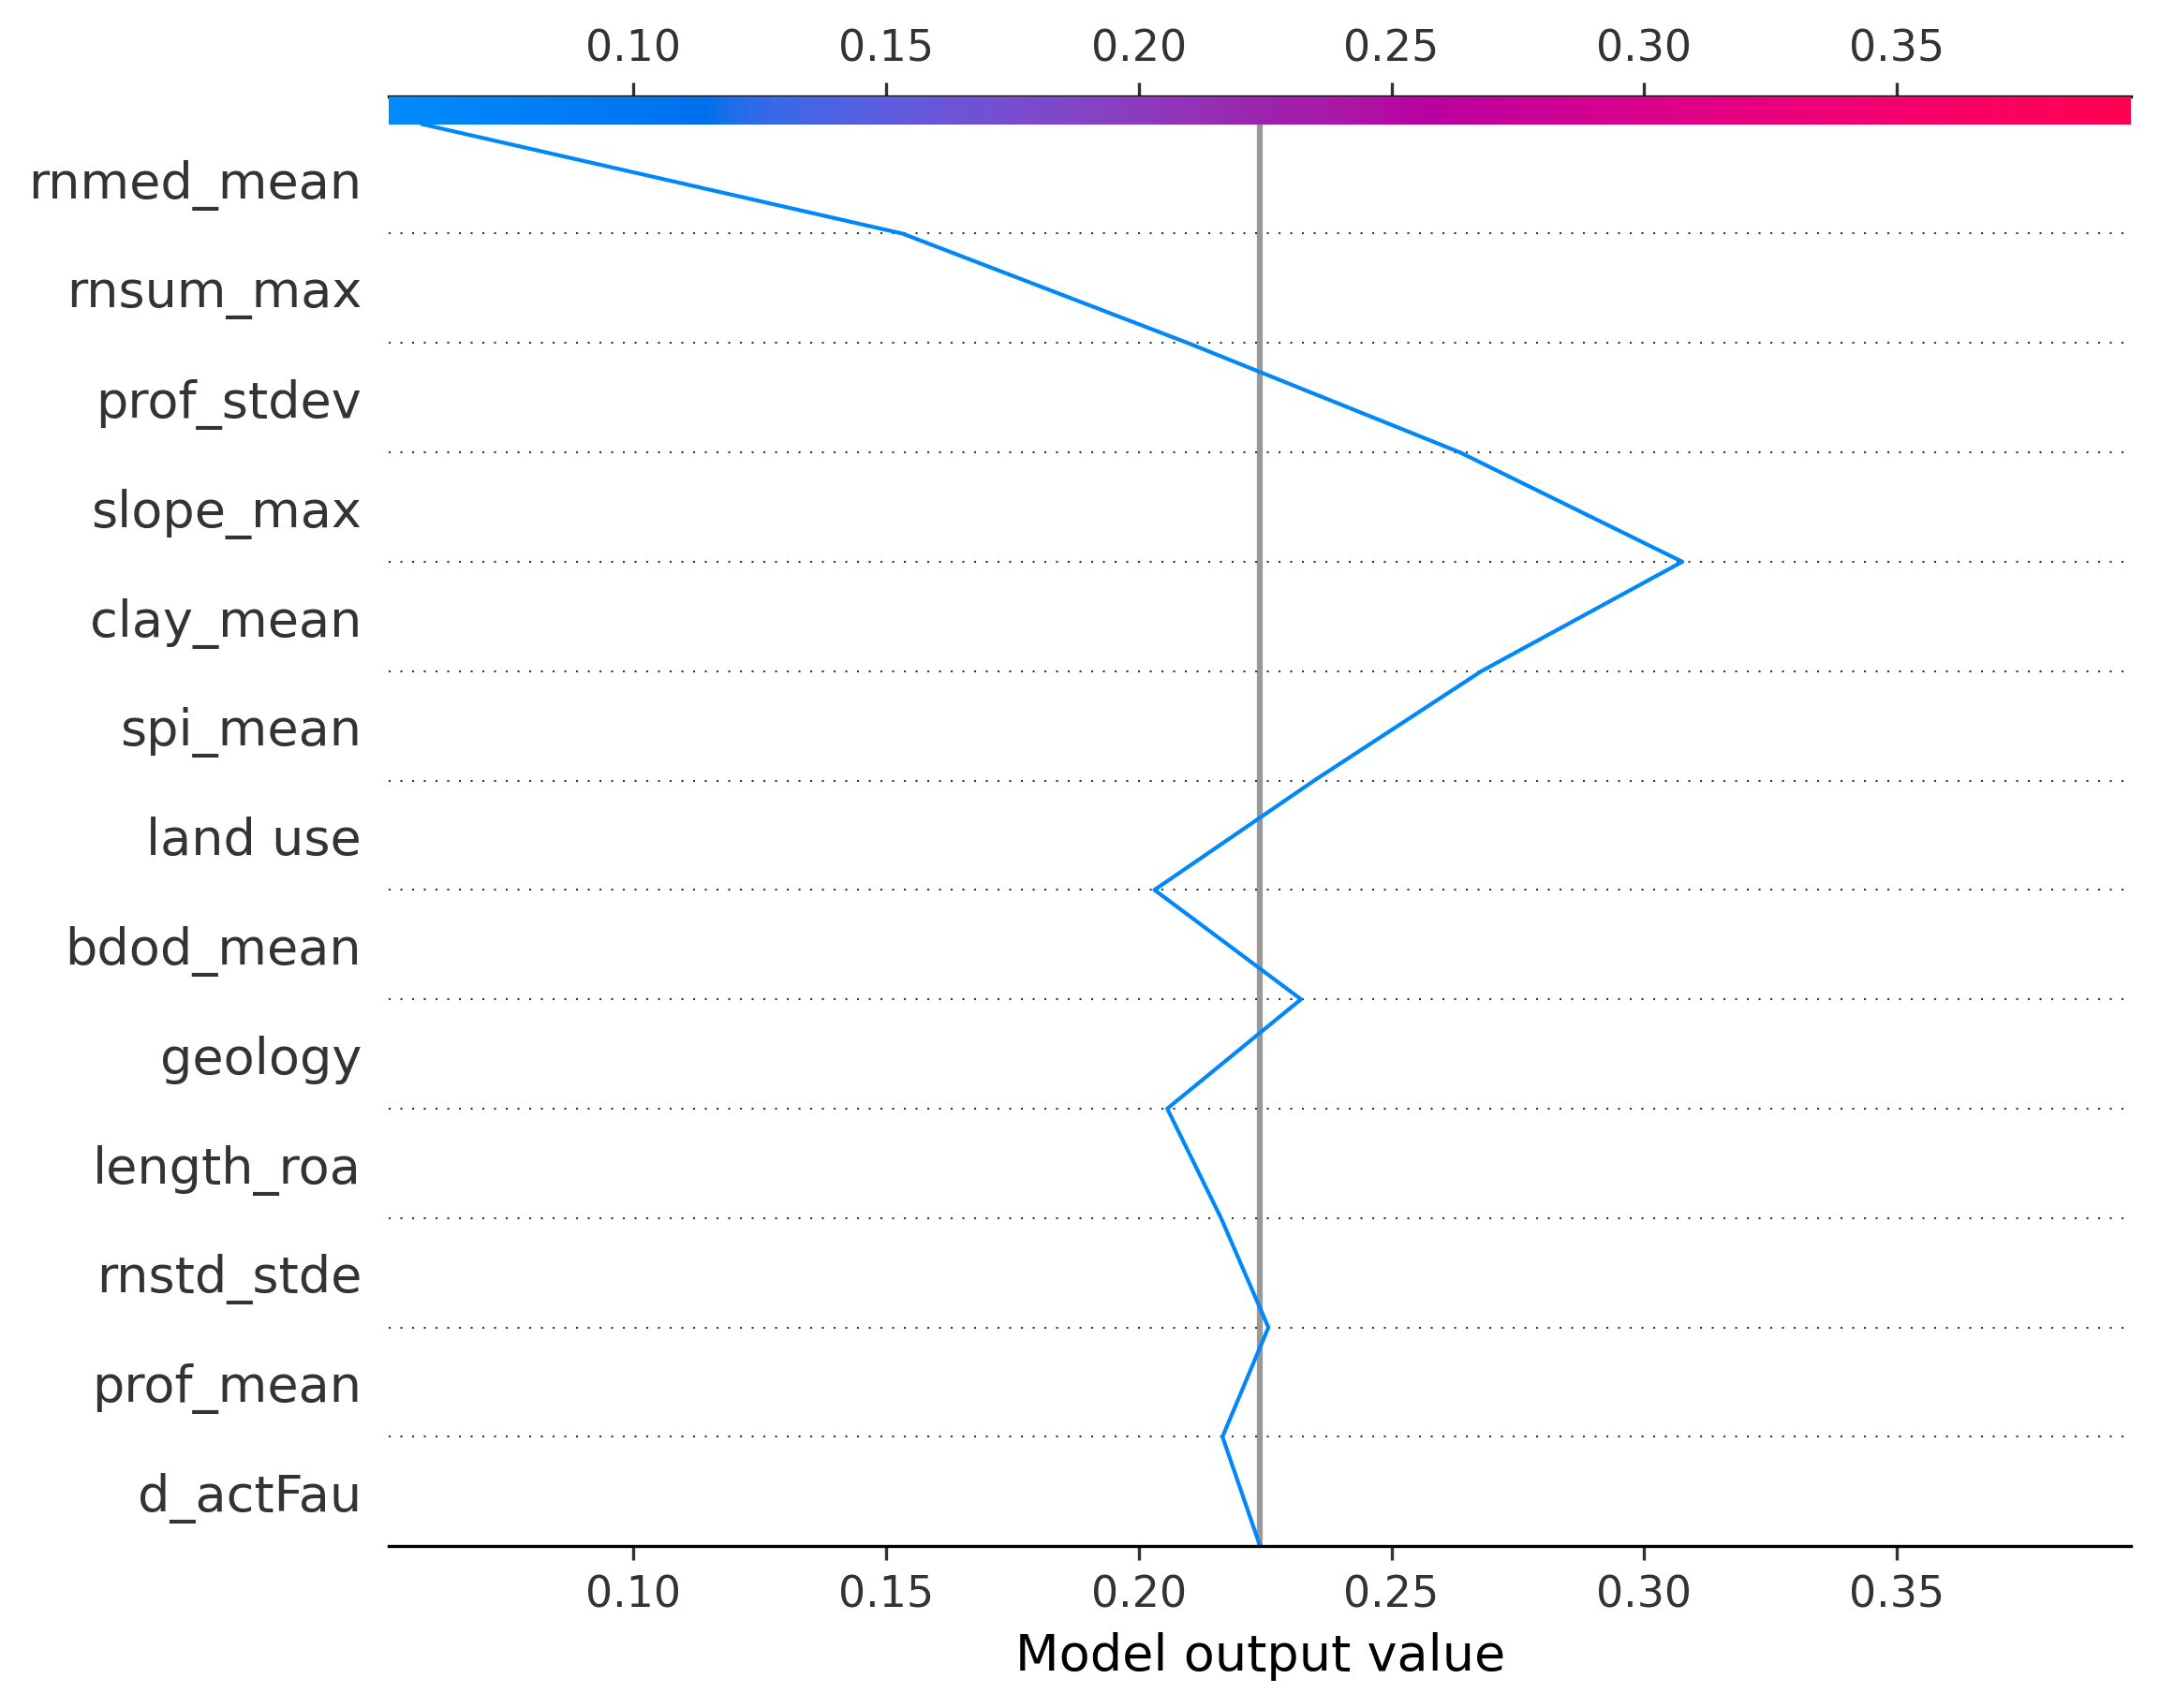 0.10 0.15 0.20 0.25 0.30 0.35
rnmed_mean
rnsum_max
prof_stdev
slope_max
clay_mean
spi_mean
land use
bdod_mean
geology
length_roa
rnstd_stde
prof_mean
d_actFau
0.10 0.15 0.20 0.25 0.30 0.35
Model output value